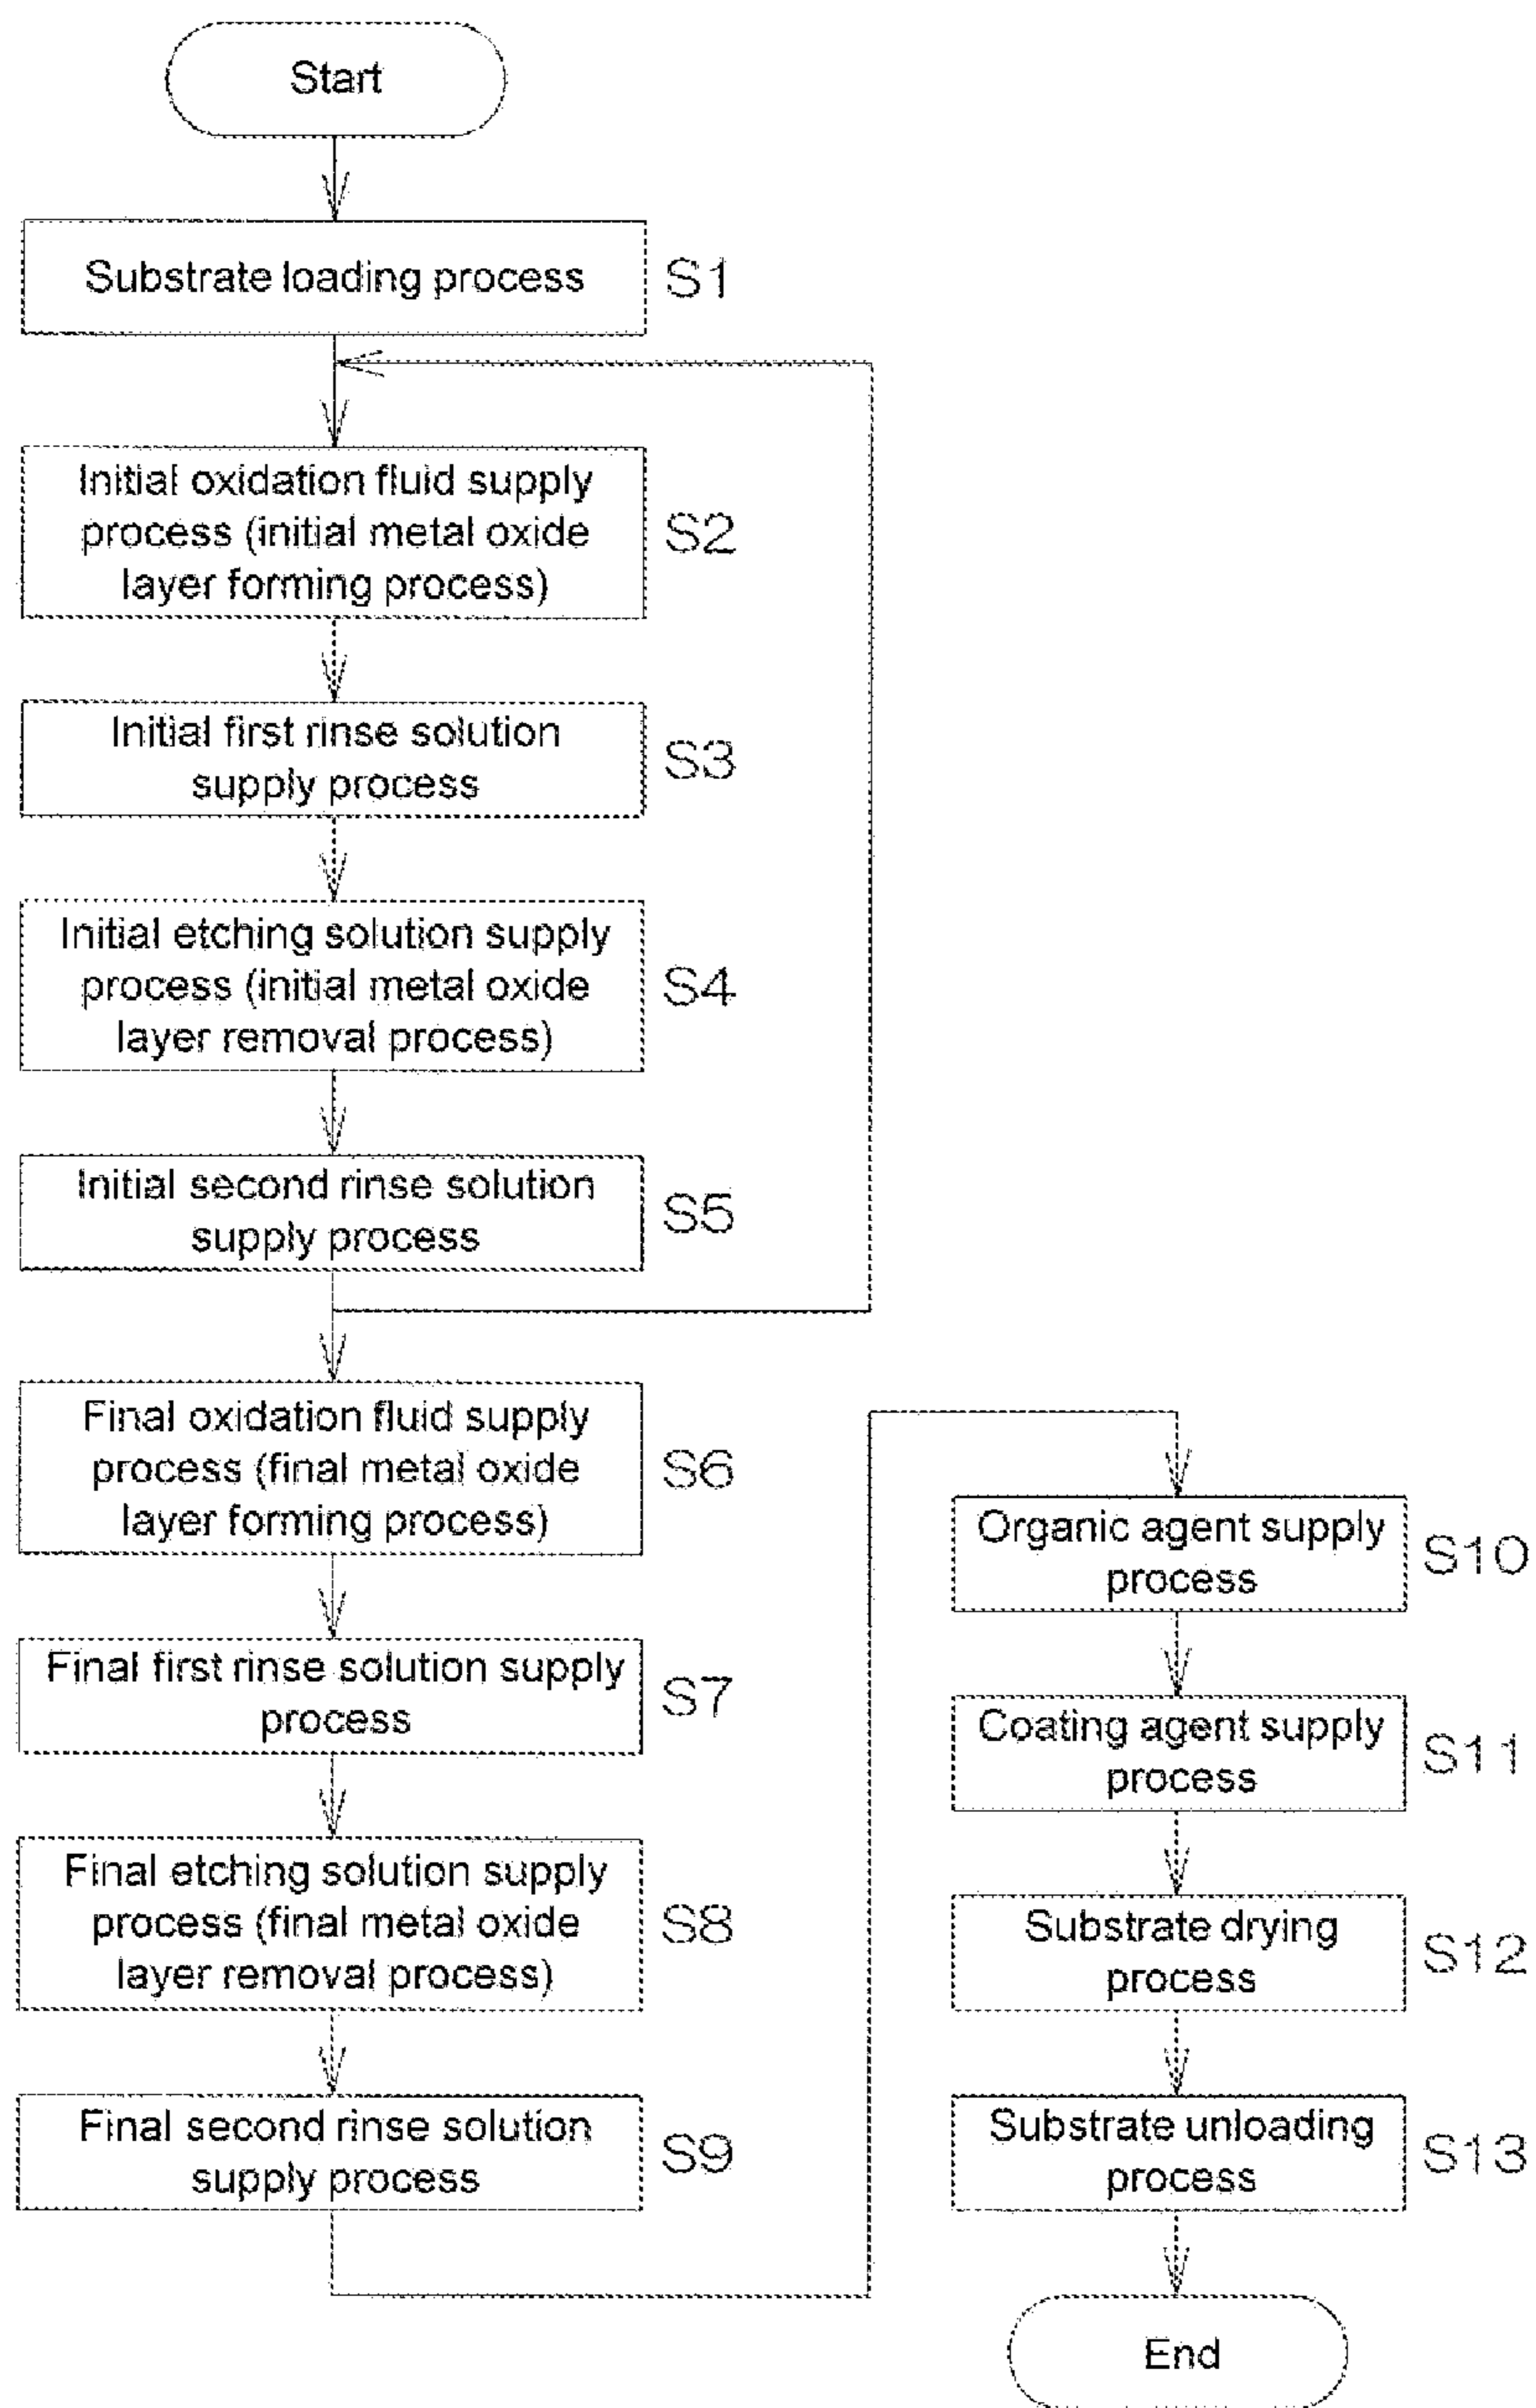 Start
Substrate loading process
S1
Initial oxidation fluid supply
process (initial metal oxide
layer forming process)
S2
Initial first rinse solution
supply process
S3
Initial etching solution supply
process (initial metal oxide
layer removal process)
S4
Initial second rinse solution
supply process
S5
Final oxidation fluid supply
process (final metal oxide
layer forming process)
S6
Final first rinse solution supply
process
S7
Final etching solution supply
process (final metal oxide
layer removal process)
S8
Final second rinse solution
supply process
S9
Organic agent supply
process
S10
Coating agent supply
process
S11
Substrate drying
process
S12
Substrate unloading
process
S13
End